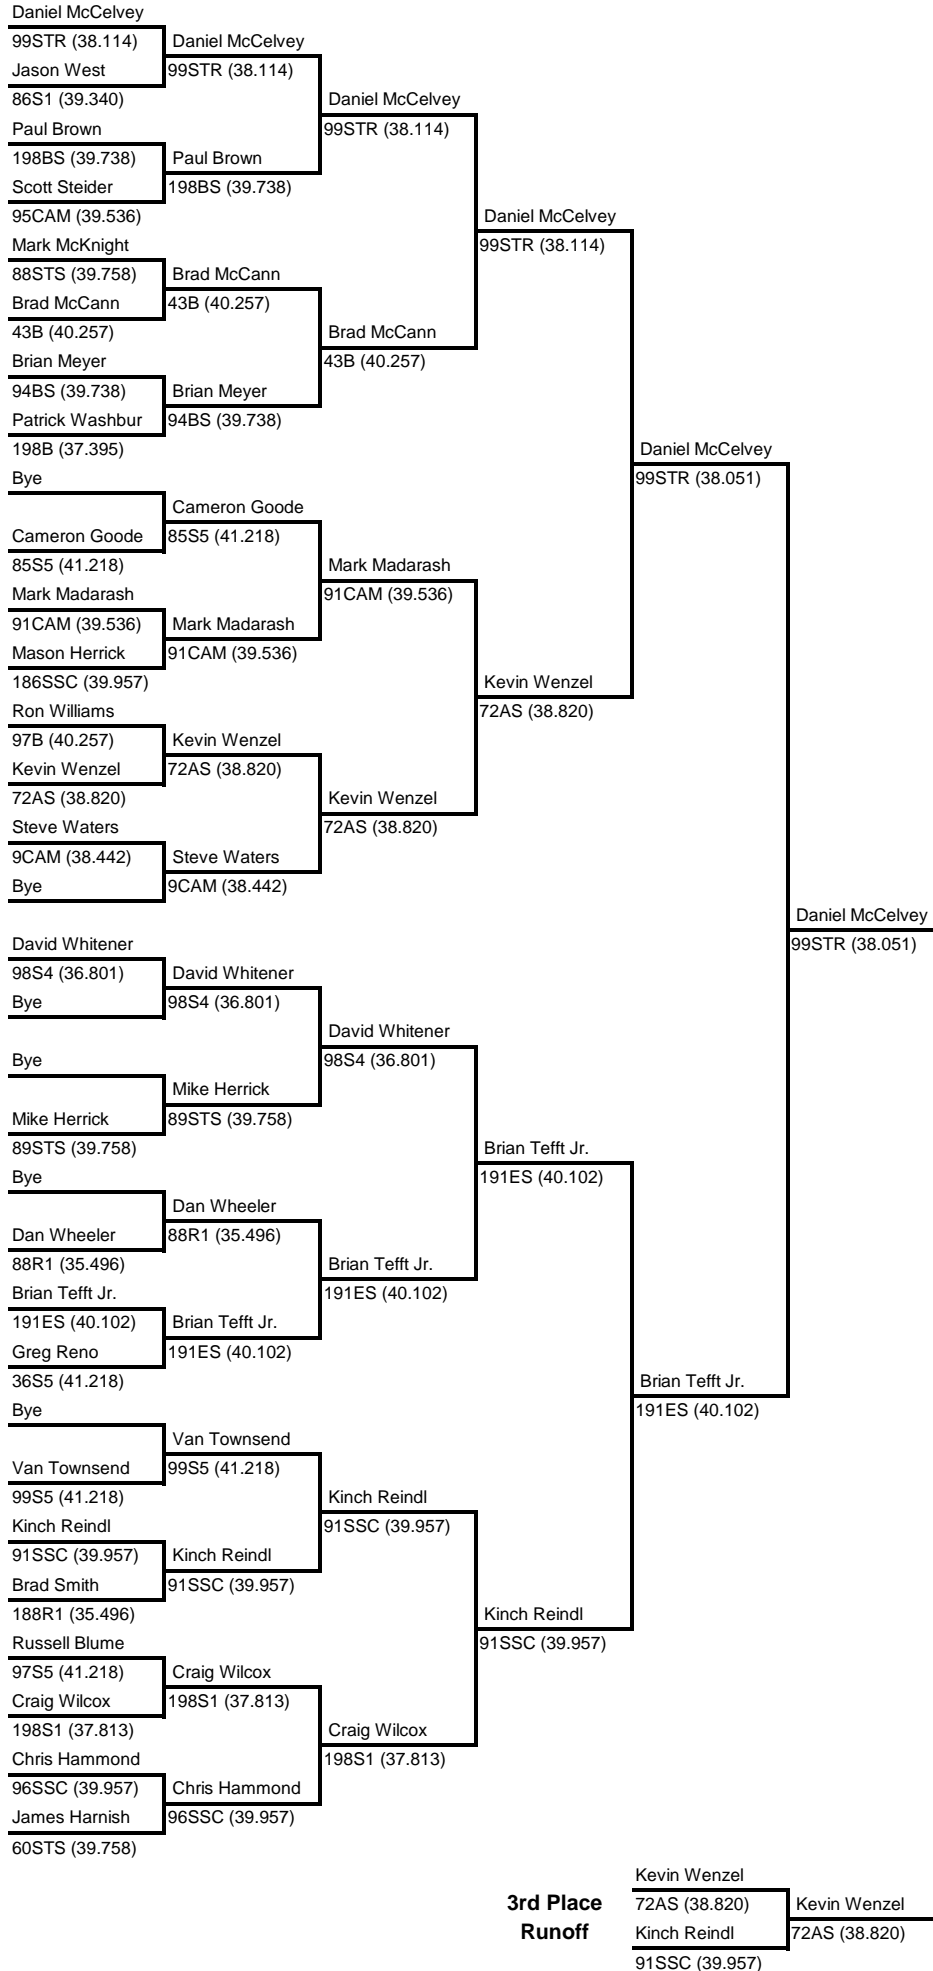 Daniel McCelvey
99STR (38.114)
Jason West
86S1 (39.340)
Paul Brown
198BS (39.738)
Scott Steider
95CAM (39.536)
Mark McKnight
88STS (39.758)
Brad McCann
43B (40.257)
Brian Meyer
94BS (39.738)
Patrick Washbur
198B (37.395)
Bye
Cameron Goode
85S5 (41.218)
Mark Madarash
91CAM (39.536)
Mason Herrick
186SSC (39.957)
Ron Williams
97B (40.257)
Kevin Wenzel
72AS (38.820)
Steve Waters
9CAM (38.442)
Bye
David Whitener
98S4 (36.801)
Bye
Bye
Mike Herrick
89STS (39.758)
Bye
Dan Wheeler
88R1 (35.496)
Brian Tefft Jr.
191ES (40.102)
Greg Reno
36S5 (41.218)
Bye
Van Townsend
99S5 (41.218)
Kinch Reindl
91SSC (39.957)
Brad Smith
188R1 (35.496)
Russell Blume
97S5 (41.218)
Craig Wilcox
198S1 (37.813)
Chris Hammond
96SSC (39.957)
James Harnish
60STS (39.758)
Daniel McCelvey
99STR (38.114)
Paul Brown
198BS (39.738)
Brad McCann
43B (40.257)
Brian Meyer
94BS (39.738)
Cameron Goode
85S5 (41.218)
Mark Madarash
91CAM (39.536)
Kevin Wenzel
72AS (38.820)
Steve Waters
9CAM (38.442)
David Whitener
98S4 (36.801)
Mike Herrick
89STS (39.758)
Dan Wheeler
88R1 (35.496)
Brian Tefft Jr.
191ES (40.102)
Van Townsend
99S5 (41.218)
Kinch Reindl
91SSC (39.957)
Craig Wilcox
198S1 (37.813)
Chris Hammond
96SSC (39.957)
Daniel McCelvey
99STR (38.114)
Brad McCann
43B (40.257)
Mark Madarash
91CAM (39.536)
Kevin Wenzel
72AS (38.820)
David Whitener
98S4 (36.801)
Brian Tefft Jr.
191ES (40.102)
Kinch Reindl
91SSC (39.957)
Craig Wilcox
198S1 (37.813)
Daniel McCelvey
99STR (38.114)
Kevin Wenzel
72AS (38.820)
Brian Tefft Jr.
191ES (40.102)
Kinch Reindl
91SSC (39.957)
Daniel McCelvey
99STR (38.051)
Brian Tefft Jr.
191ES (40.102)
Daniel McCelvey
99STR (38.051)
3rd Place
Runoff
Kevin Wenzel
72AS (38.820)
Kinch Reindl
91SSC (39.957)
Kevin Wenzel
72AS (38.820)